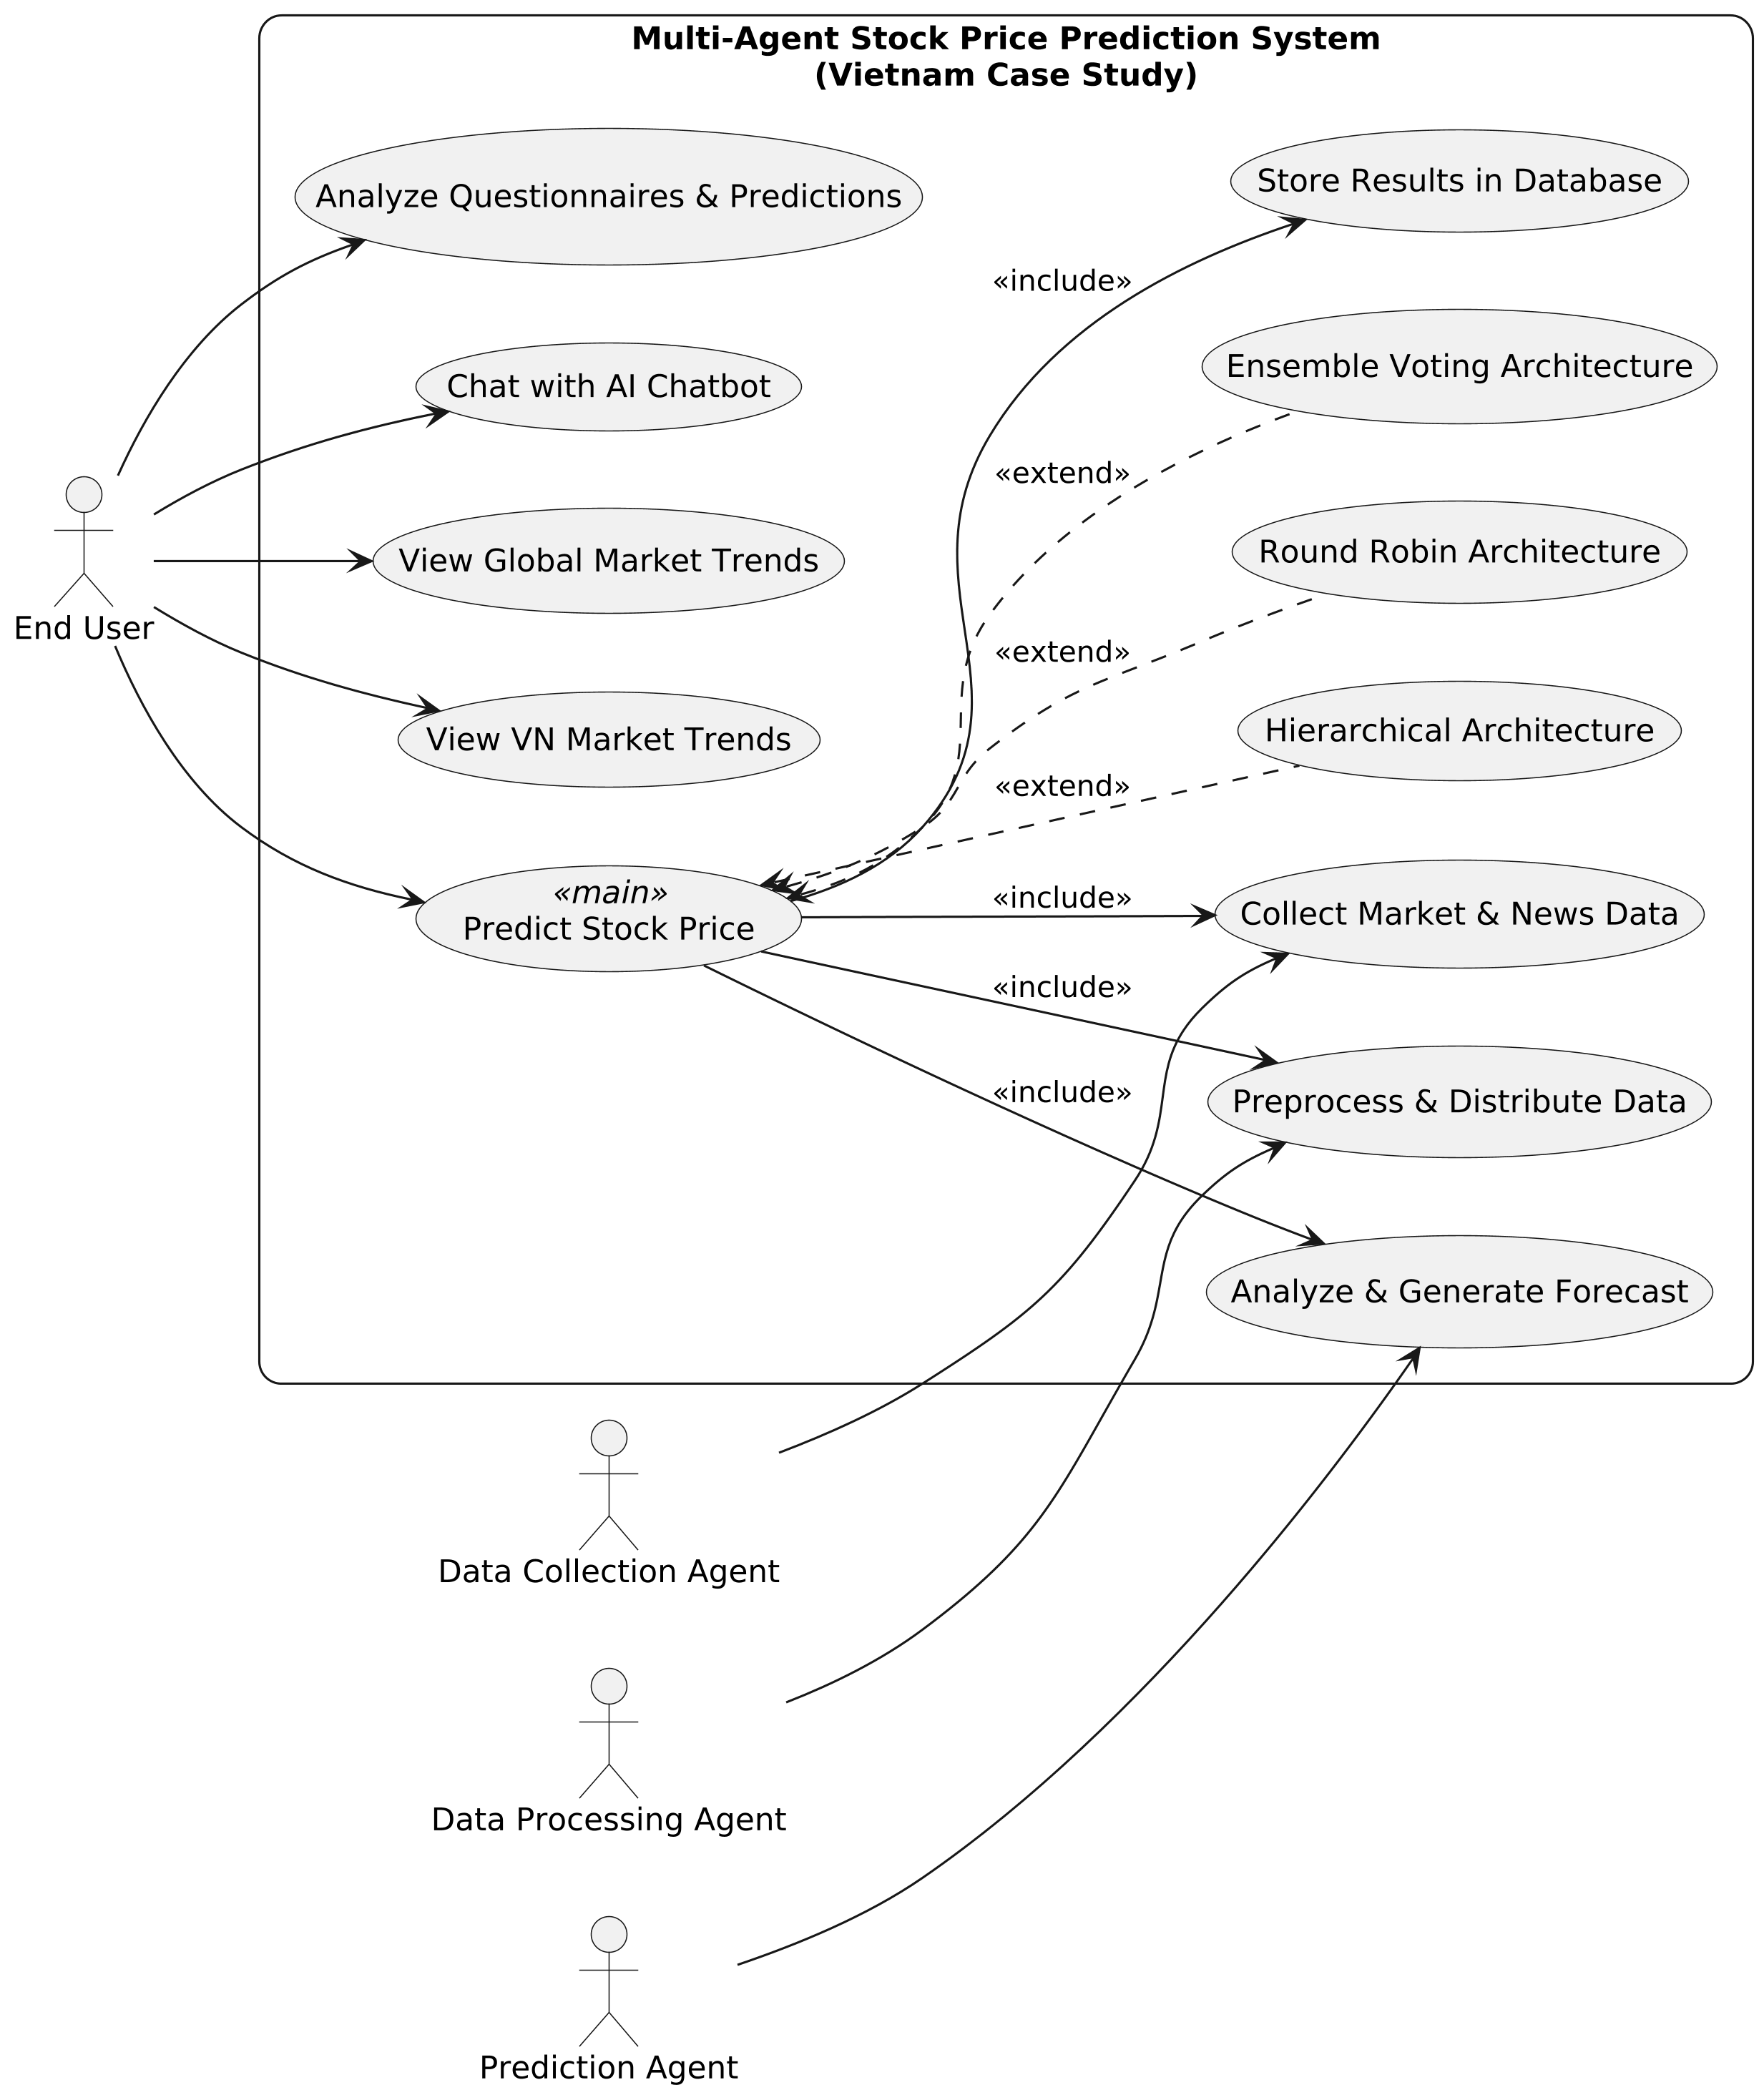 Multi-Agent Stock Price Prediction System
(Vietnam Case Study)
Analyze Questionnaires & Predictions
Store Results in Database
«include»
Ensemble Voting Architecture
Chat with AI Chatbot
«extend»
Round Robin Architecture
View Global Market Trends
End User
«extend»
Hierarchical Architecture
View VN Market Trends
«extend»
«main»
Predict Stock Price
«include»
Collect Market & News Data
«include»
Preprocess & Distribute Data
«include»
Analyze & Generate Forecast
Data Collection Agent
Data Processing Agent
Prediction Agent